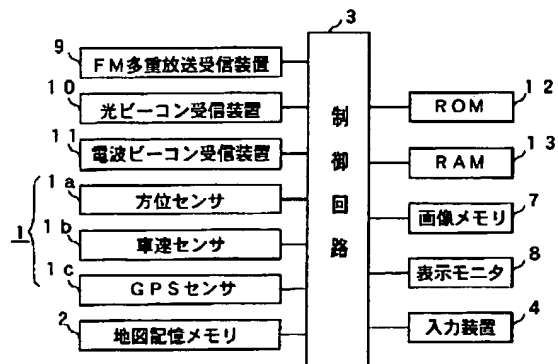 3
9
FM多重放送受信装置
10
光ビーコン受信装置
11
電波ビーコン受信装置
1a
方位センサ
1
1b
車速センサ
1c
GPSセンサ
2
地図記憶メモリ
制御回路
12
ROM
13
RAM
7
画像メモリ
8
表示モニタ
4
入力装置